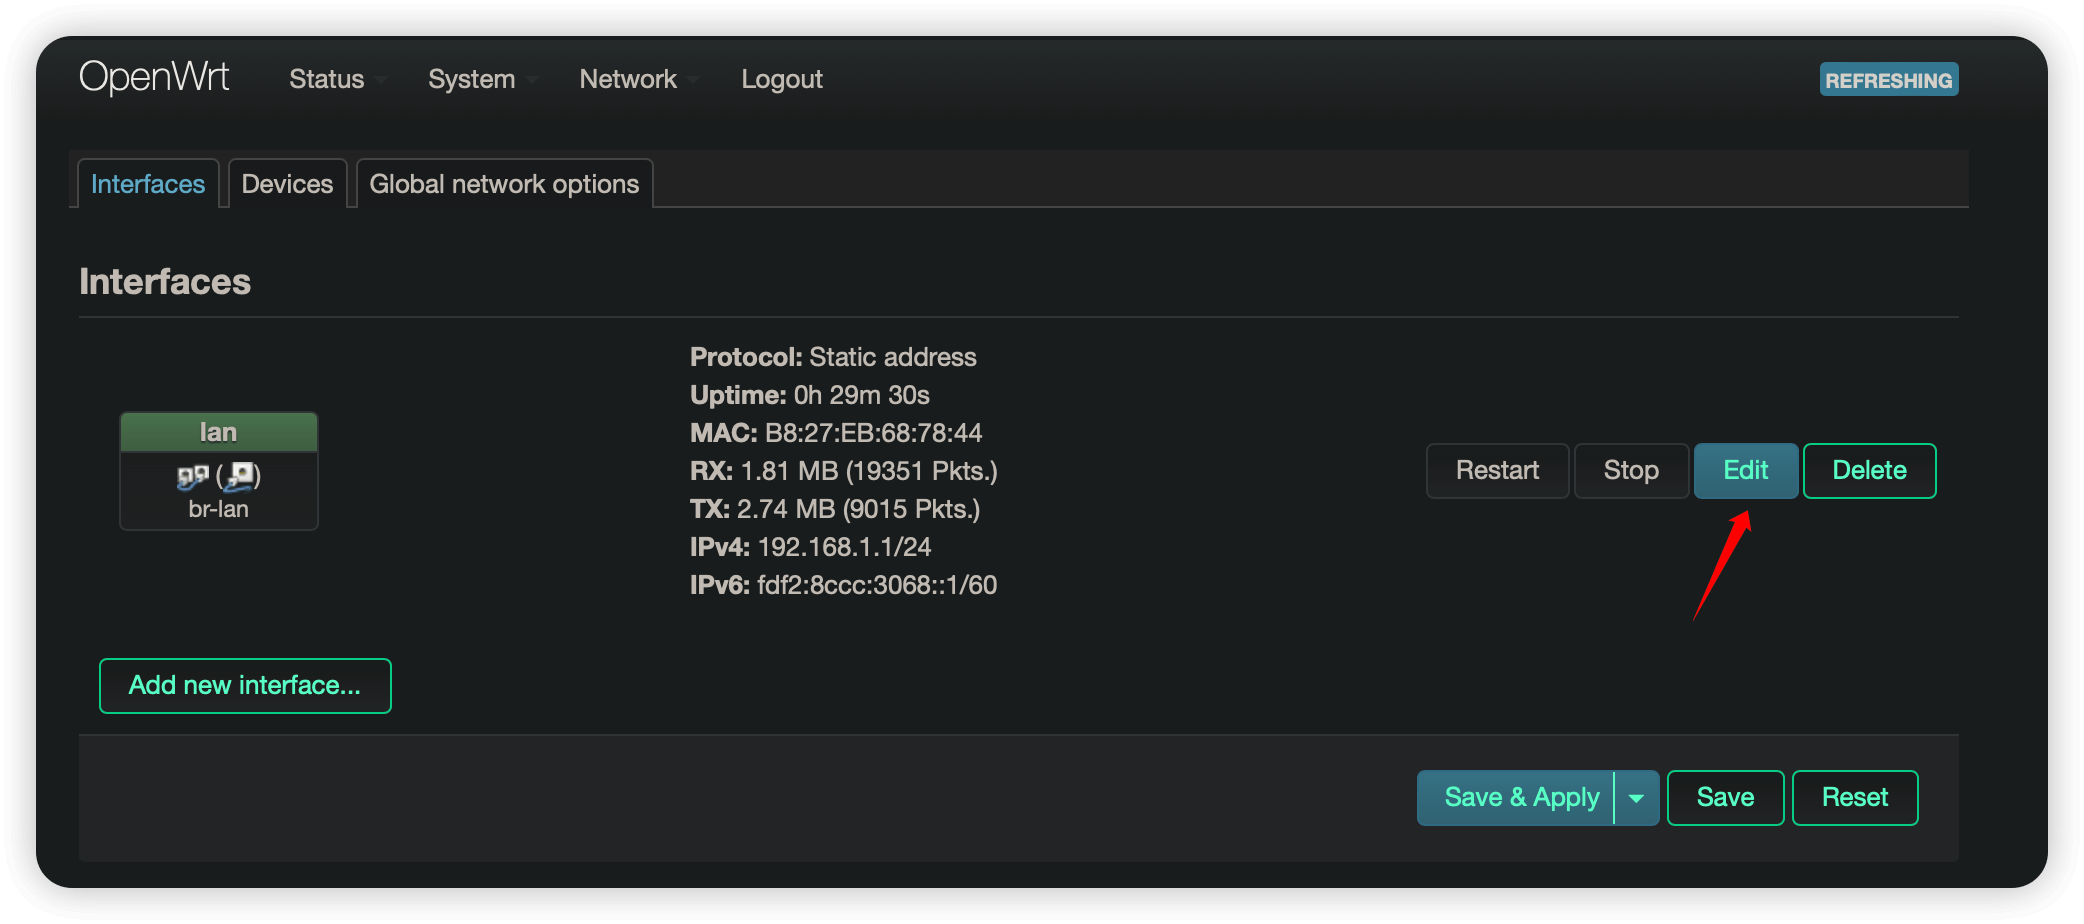 OpenWrt Status System Network Logout REFRESHING
Interfaces Devices Global network options
Interfaces
Protocol: Static address
Uptime: 0h 29m 30s
MAC: B8:27:EB:68:78:44
RX: 1.81 MB (19351 Pkts.)
TX: 2.74 MB (9015 Pkts.)
IPv4: 192.168.1.1/24
IPv6: fdf2:8ccc:3068::1/60
lan
( )
br-lan
Restart Stop Edit Delete
Add new interface...
Save & Apply Save Reset